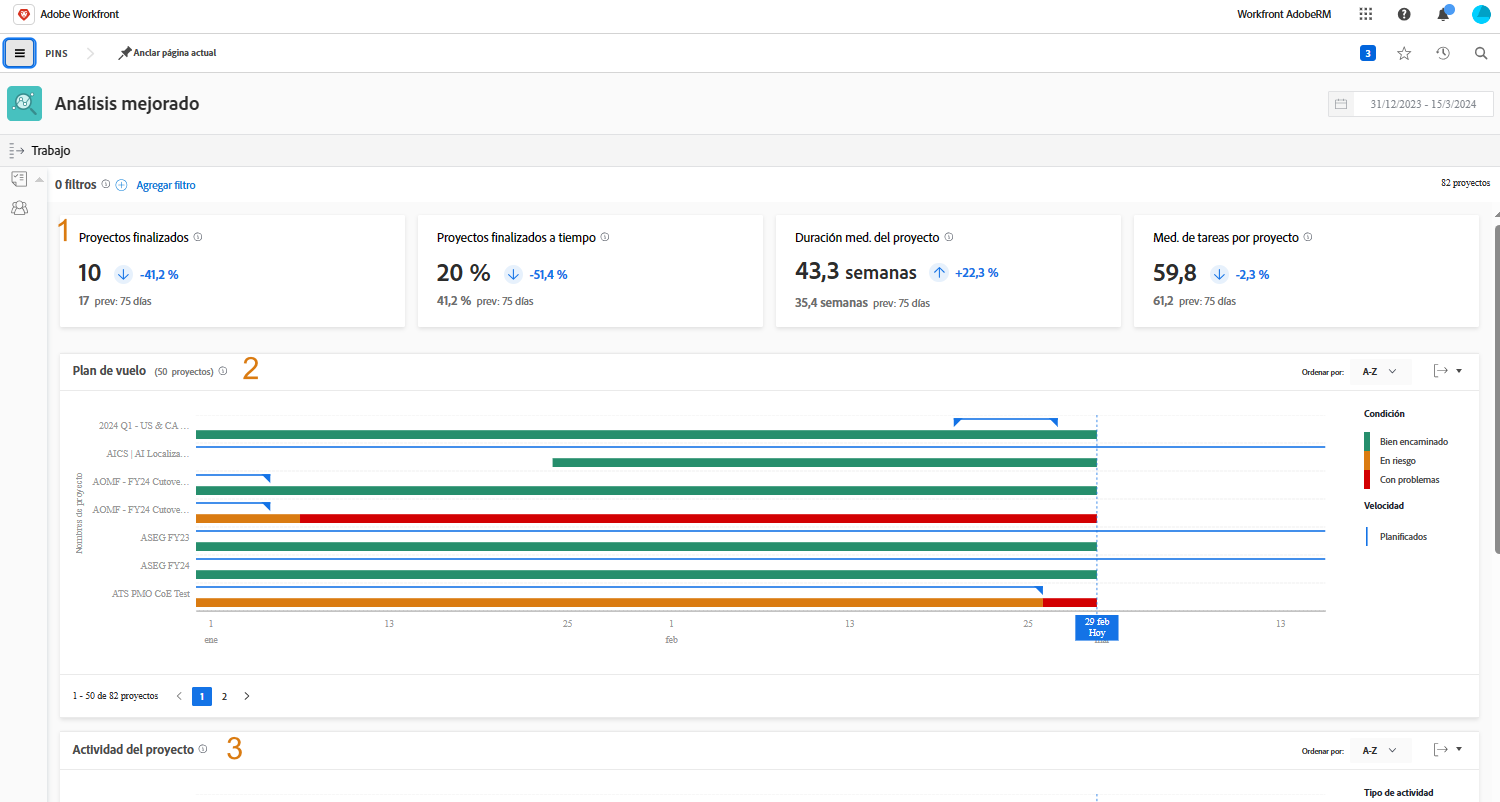 Adobe Workfront
Workfront AdobeRM
PINS
Anclar página actual
3
Análisis mejorado
31/12/2023 - 15/3/2024
Trabajo
0 filtros
Agregar filtro
82 proyectos
1
Proyectos finalizados
10
-41,2 %
17 prev: 75 días
Proyectos finalizados a tiempo
20 %
-51,4 %
41,2 % prev: 75 días
Duración med. del proyecto
43,3 semanas
+22,3 %
35,4 semanas prev: 75 días
Med. de tareas por proyecto
59,8
-2,3 %
61,2 prev: 75 días
Plan de vuelo (50 proyectos)
2
Ordenar por: A-Z
Nombres de proyecto
2024 Q1 - US & CA ...
AICS | AI Localiza...
AOMF - FY24 Cutove...
AOMF - FY24 Cutove...
ASEG FY23
ASEG FY24
ATS PMO CoE Test
1 13 25 1 13 25 13
ene feb
29 feb
Hoy
Condición
Bien encaminado
En riesgo
Con problemas
Velocidad
Planificados
1 - 50 de 82 proyectos
1 2
Actividad del proyecto
3
Ordenar por: A-Z
Tipo de actividad